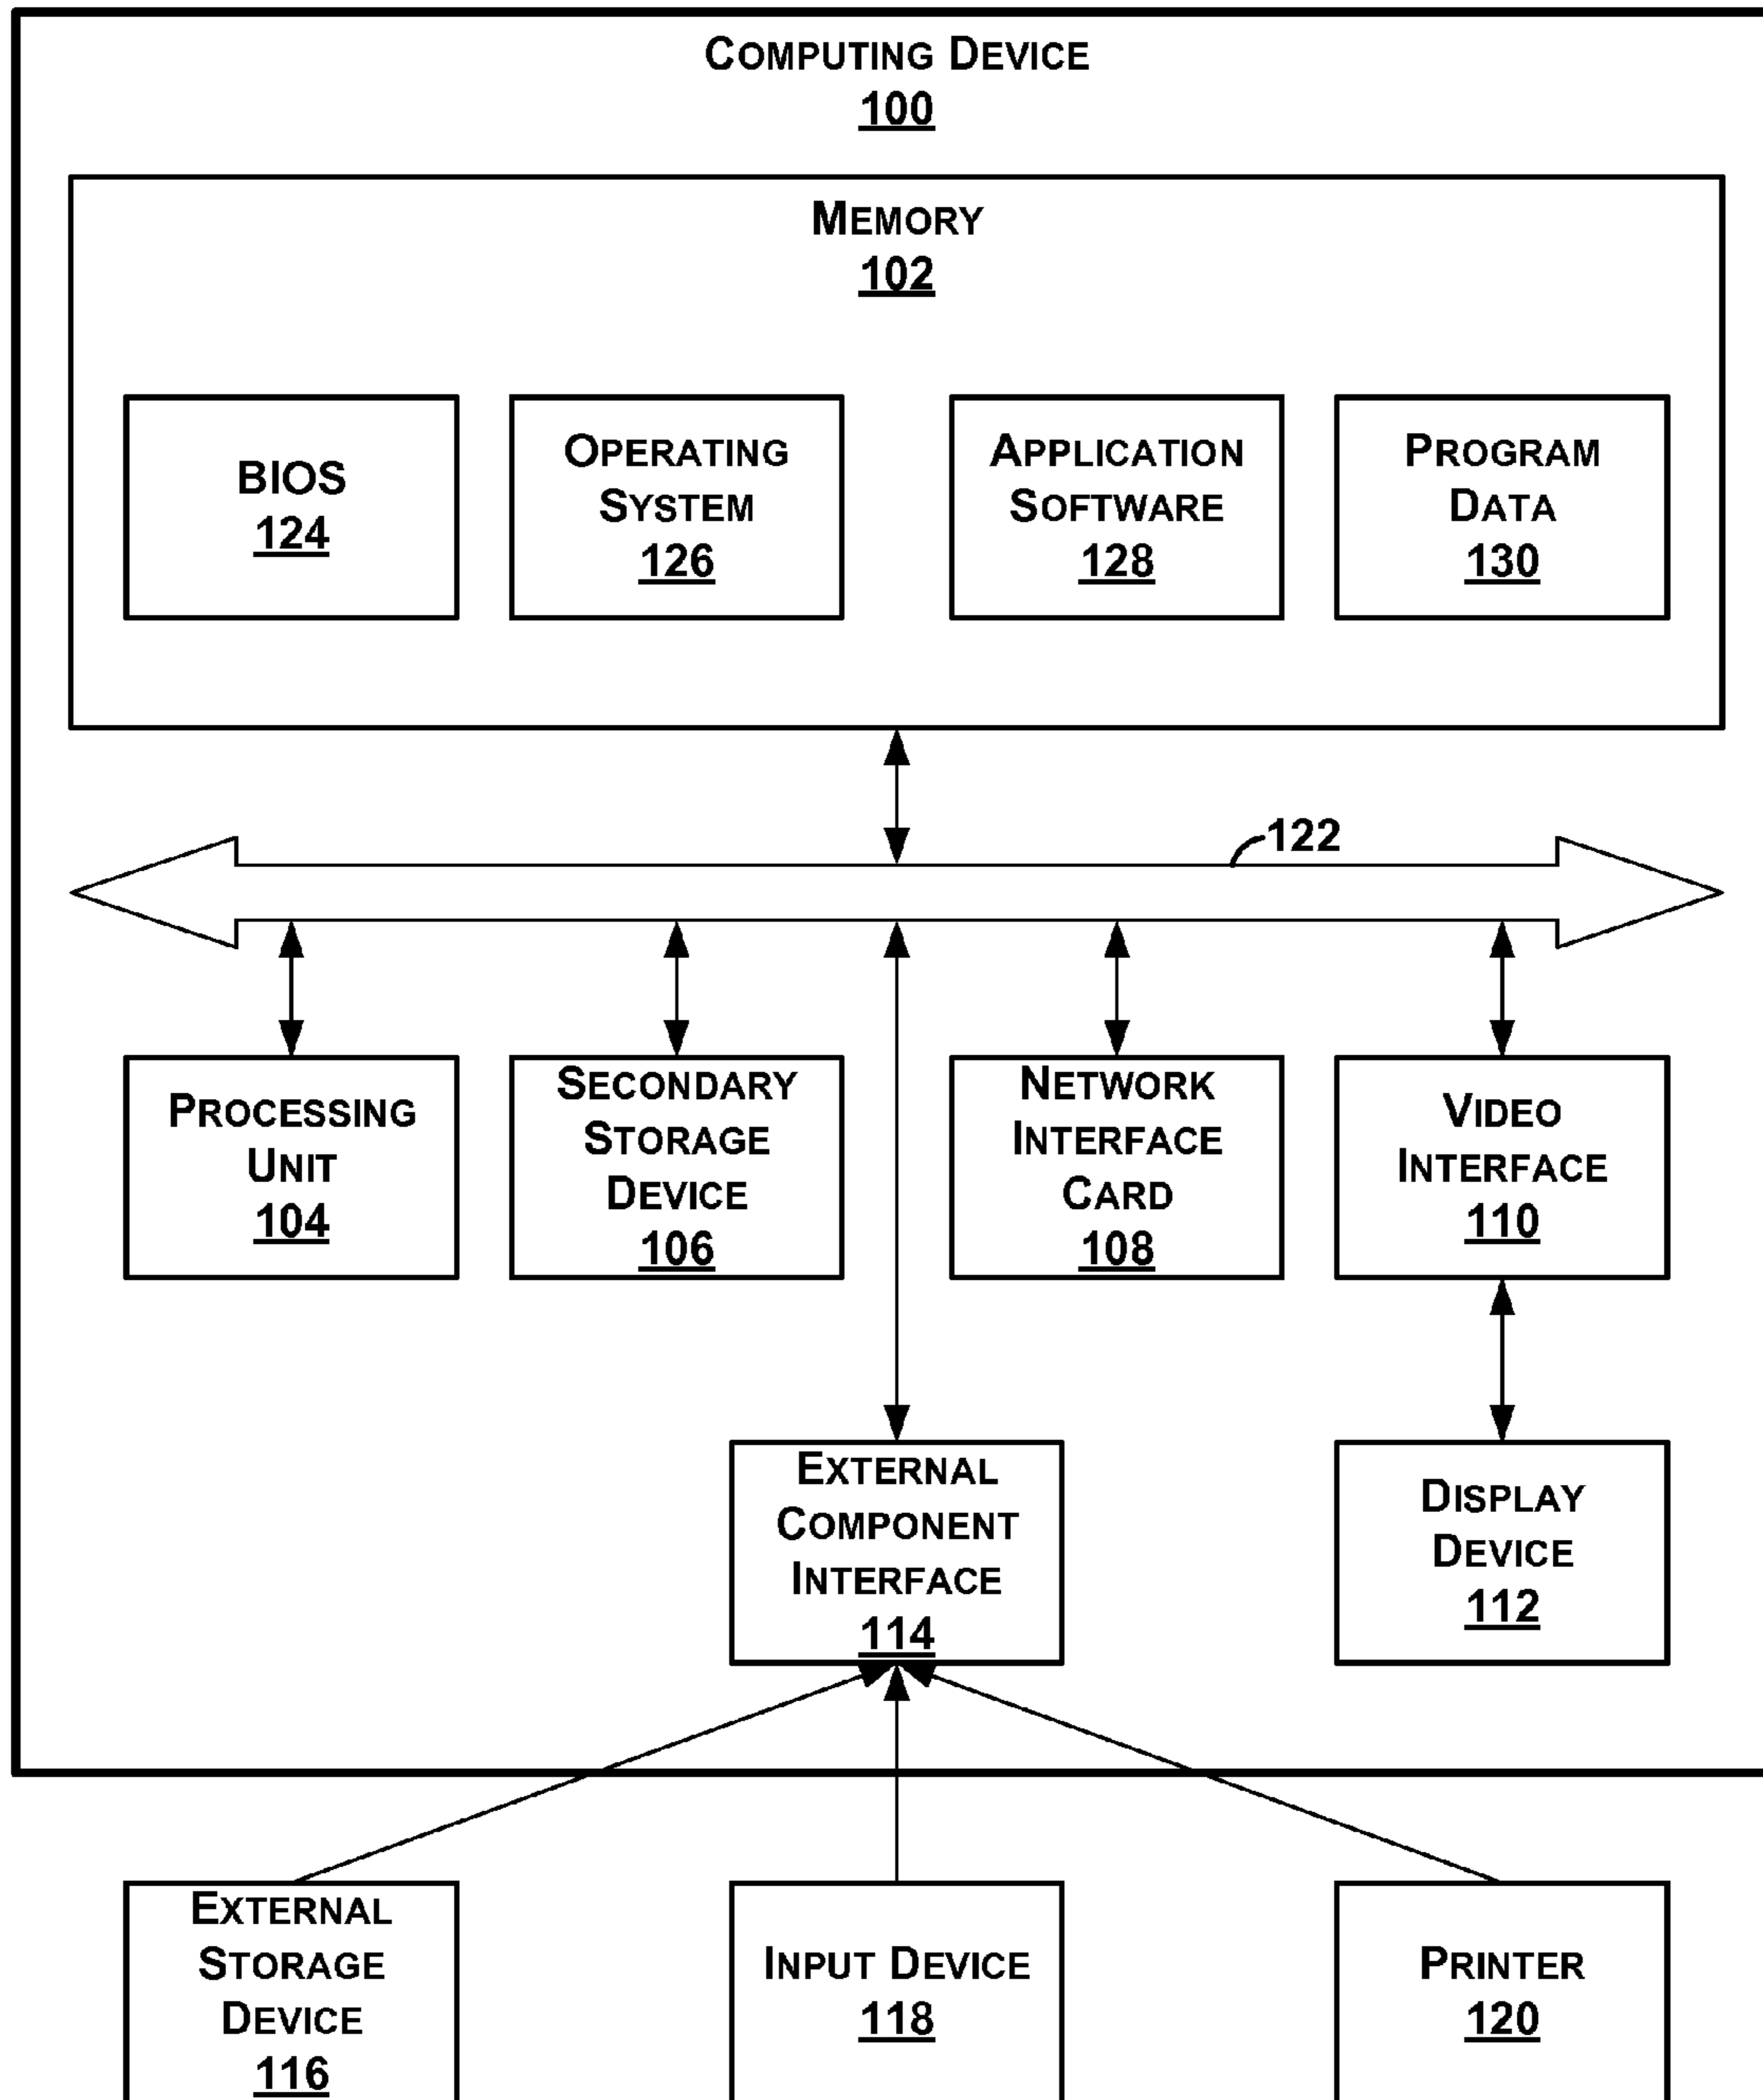 COMPUTING DEVICE
100
MEMORY
102
BIOS
124
OPERATING
SYSTEM
126
APPLICATION
SOFTWARE
128
PROGRAM
DATA
130
122
PROCESSING
UNIT
104
SECONDARY
STORAGE
DEVICE
106
NETWORK
INTERFACE
CARD
108
VIDEO
INTERFACE
110
EXTERNAL
COMPONENT
INTERFACE
114
DISPLAY
DEVICE
112
EXTERNAL
STORAGE
DEVICE
116
INPUT DEVICE
118
PRINTER
120